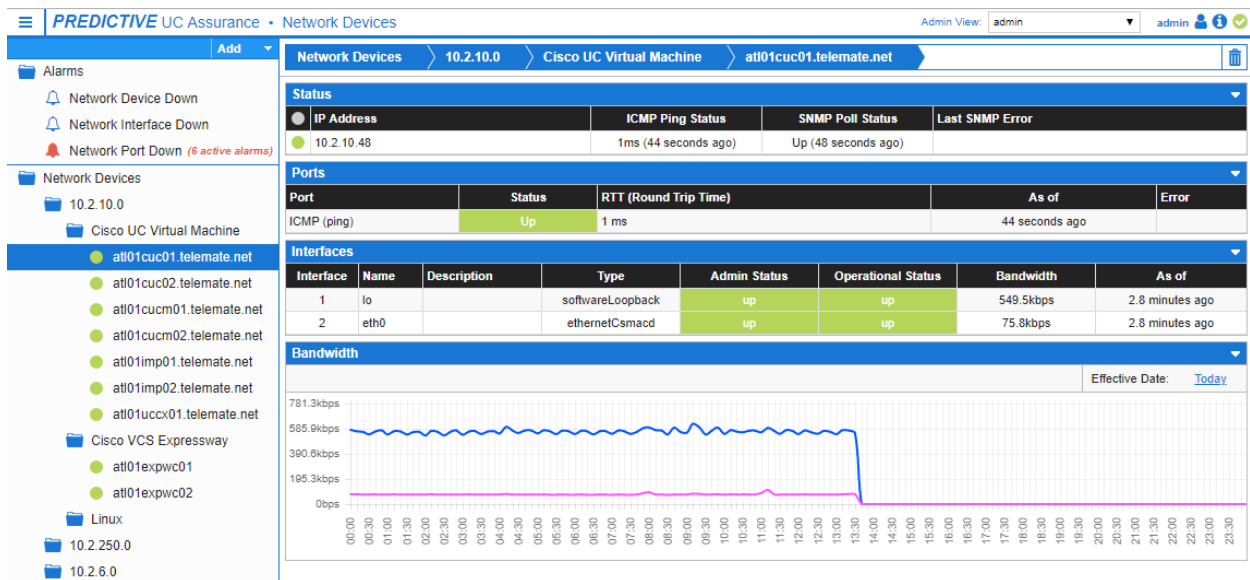 PREDICTIVE UC Assurance • Network Devices
Admin View: admin
admin
Add
Alarms
Network Device Down
Network Interface Down
Network Port Down (6 active alarms)
Network Devices
10.2.10.0
Cisco UC Virtual Machine
atl01cuc01.telemate.net
atl01cuc02.telemate.net
atl01cucm01.telemate.net
atl01cucm02.telemate.net
atl01imp01.telemate.net
atl01imp02.telemate.net
atl01uccx01.telemate.net
Cisco VCS Expressway
atl01expwc01
atl01expwc02
Linux
10.2.250.0
10.2.6.0
Network Devices 10.2.10.0 Cisco UC Virtual Machine atl01cuc01.telemate.net
Status
IP Address ICMP Ping Status SNMP Poll Status Last SNMP Error
10.2.10.48 1ms (44 seconds ago) Up (48 seconds ago)
Ports
Port Status RTT (Round Trip Time) As of Error
ICMP (ping) Up 1 ms 44 seconds ago
Interfaces
Interface Name Description Type Admin Status Operational Status Bandwidth As of
1 lo softwareLoopback up up 549.5kbps 2.8 minutes ago
2 eth0 ethernetCsmacd up up 75.8kbps 2.8 minutes ago
Bandwidth
Effective Date: Today
781.3kbps
585.9kbps
390.6kbps
195.3kbps
0bps
00:00 00:30 01:00 01:30 02:00 02:30 03:00 03:30 04:00 04:30 05:00 05:30 06:00 06:30 07:00 07:30 08:00 08:30 09:00 09:30 10:00 10:30 11:00 11:30 12:00 12:30 13:00 13:30 14:00 14:30 15:00 15:30 16:00 16:30 17:00 17:30 18:00 18:30 19:00 19:30 20:00 20:30 21:00 21:30 22:00 22:30 23:00 23:30